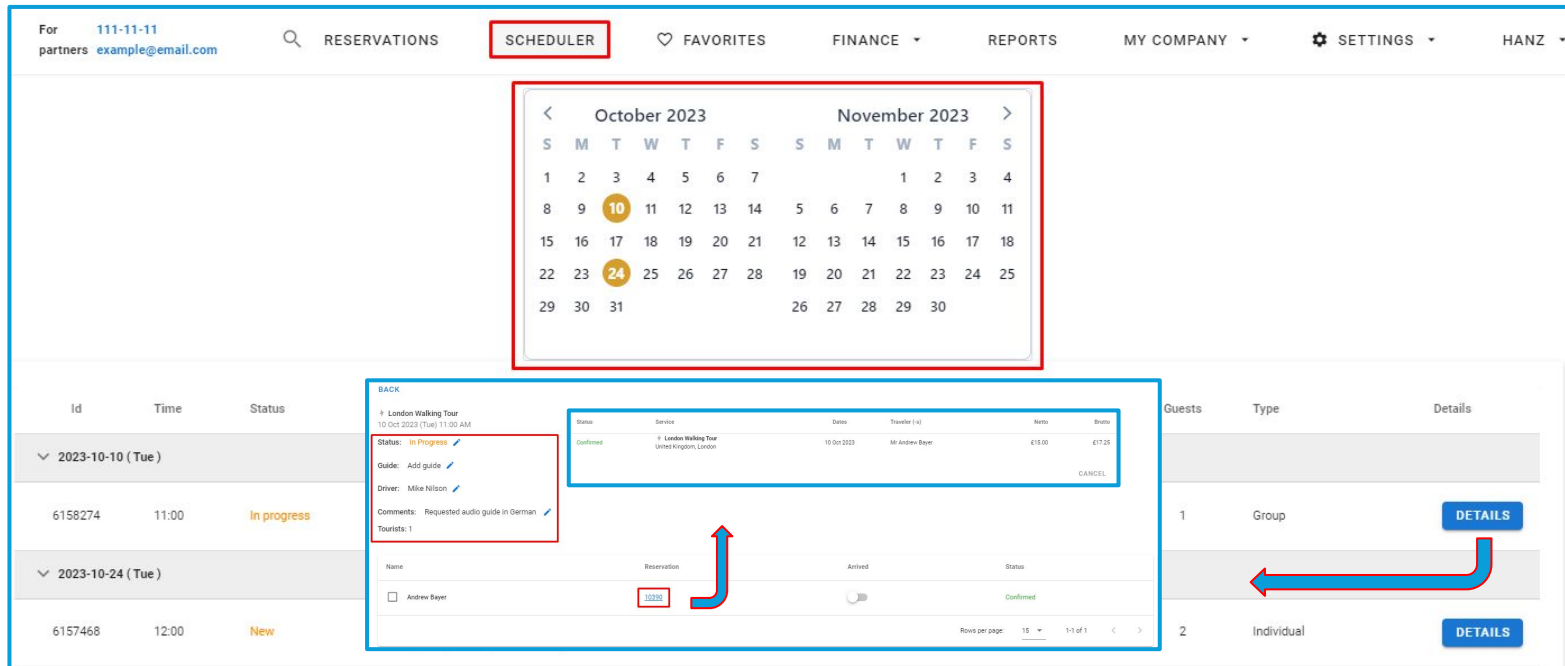 For 111-11-11
partners example@email.com
RESERVATIONS SCHEDULER FAVORITES FINANCE REPORTS MY COMPANY SETTINGS HANZ
October 2023 November 2023
S M T W T F S S M T W T F S
1 2 3 4 5 6 7 1 2 3 4
8 9 10 11 12 13 14 5 6 7 8 9 10 11
15 16 17 18 19 20 21 12 13 14 15 16 17 18
22 23 24 25 26 27 28 19 20 21 22 23 24 25
29 30 31 26 27 28 29 30
Id Time Status Guests Type Details
2023-10-10 ( Tue )
6158274 11:00 In progress 1 Group DETAILS
2023-10-24 ( Tue )
6157468 12:00 New 2 Individual DETAILS
BACK
London Walking Tour
10 Oct 2023 (Tue) 11:00 AM
Status: In Progress
Guide: Add guide
Driver: Mike Nilson
Comments: Requested audio guide in German
Tourists: 1
Status Service Dates Traveler (-s) Netto Brutto
Confirmed London Walking Tour 10 Oct 2023 Mr Andrew Bayer £15.00 £17.25
United Kingdom, London
CANCEL
Name Reservation Arrived Status
Andrew Bayer 10390 Confirmed
Rows per page: 15 1-1 of 1